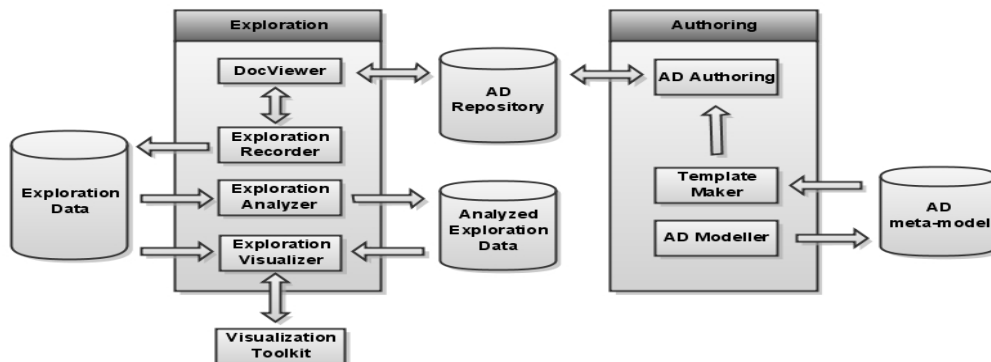 Exploration
Authoring
DocViewer
AD
Repository
AD Authoring
Exploration
Recorder
Exploration
Data
Exploration
Analyzer
Analyzed
Exploration
Data
Template
Maker
AD
meta-model
Exploration
Visualizer
AD Modeller
Visualization
Toolkit